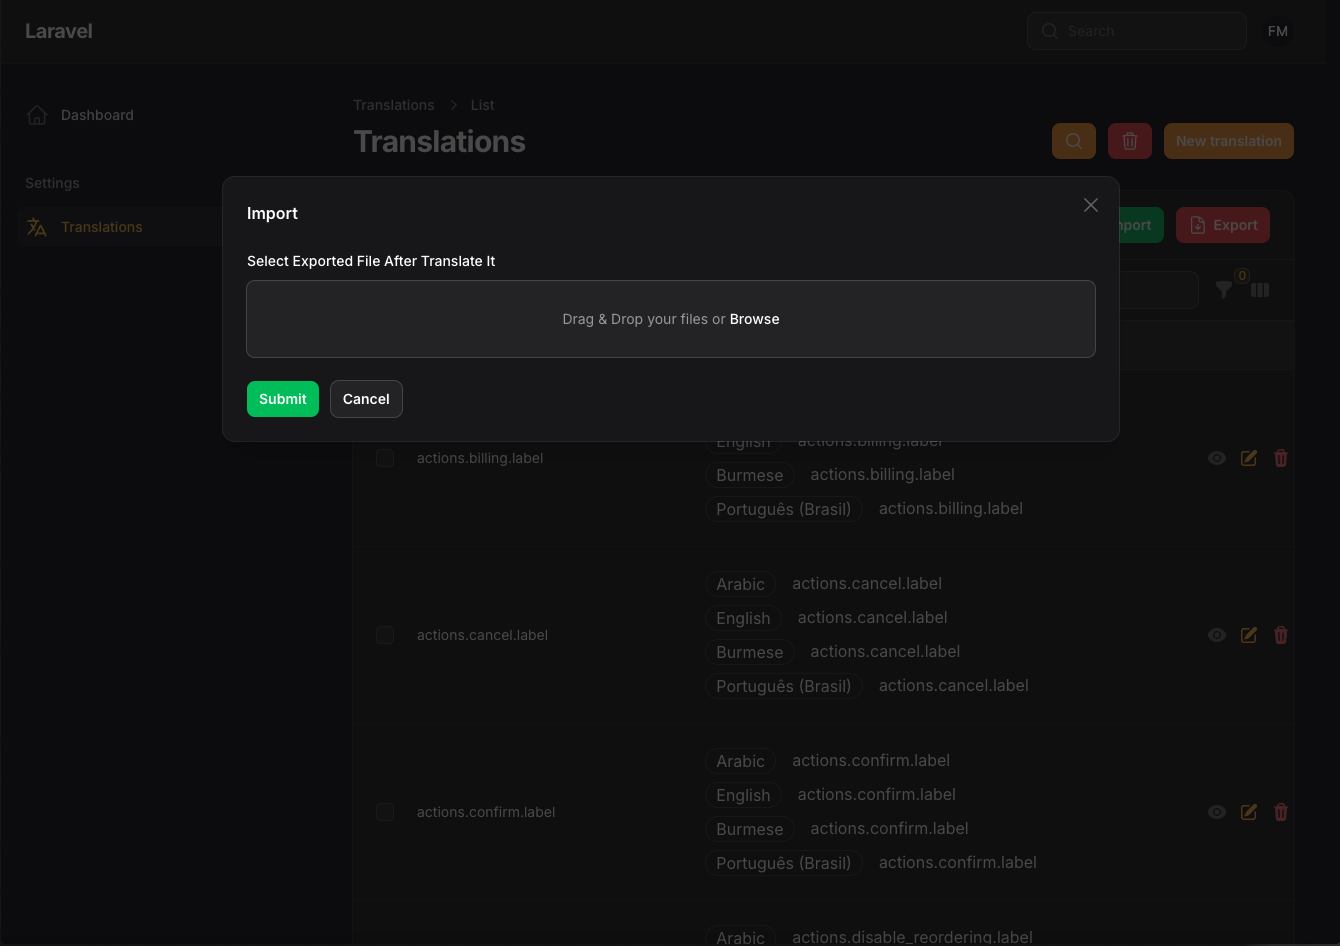 Laravel
Search
FM
Dashboard
Translations > List
Translations
New translation
Settings
Translations
Import
port
Export
Select Exported File After Translate It
0
Drag & Drop your files or Browse
Submit
Cancel
English actions.billing.label
actions.billing.label
Burmese actions.billing.label
Português (Brasil) actions.billing.label
Arabic actions.cancel.label
English actions.cancel.label
actions.cancel.label
Burmese actions.cancel.label
Português (Brasil) actions.cancel.label
Arabic actions.confirm.label
English actions.confirm.label
actions.confirm.label
Burmese actions.confirm.label
Português (Brasil) actions.confirm.label
Arabic actions.disable_reordering.label